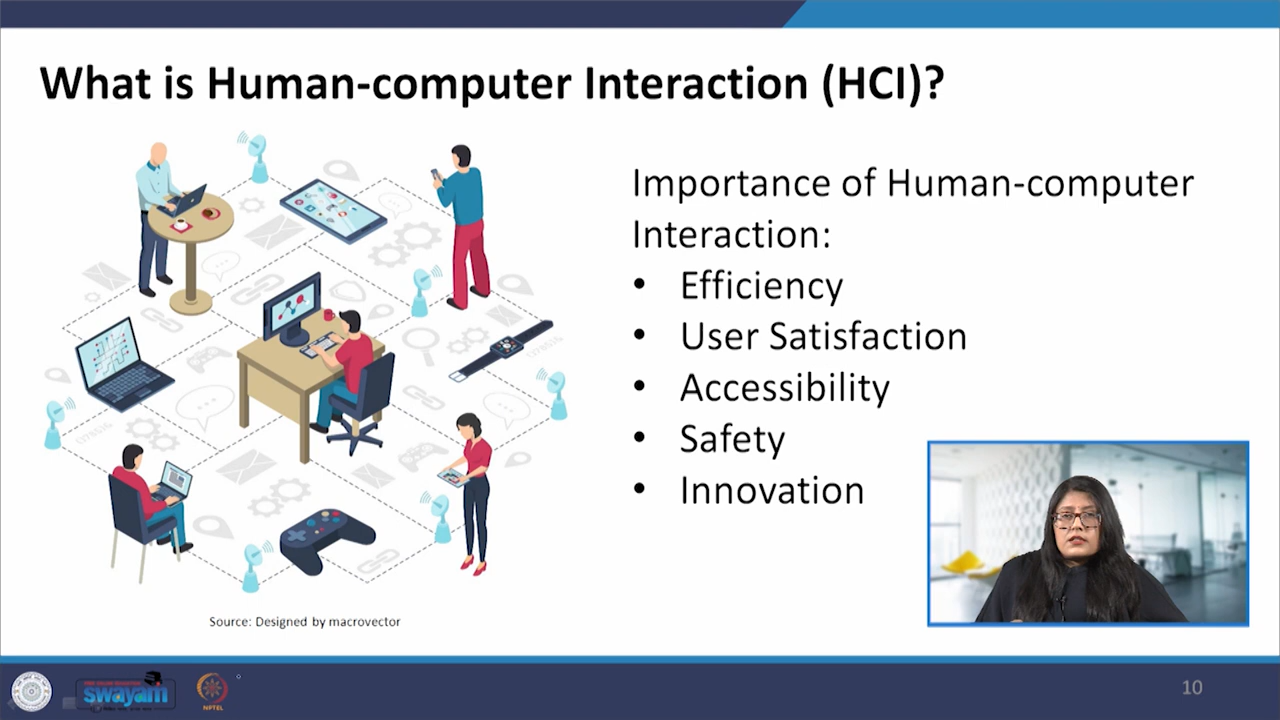 What is Human-computer Interaction (HCI)?
Importance of Human-computer
Interaction:
• Efficiency
• User Satisfaction
• Accessibility
• Safety
• Innovation
Source: Designed by macrovector
swayam
NPTEL
10